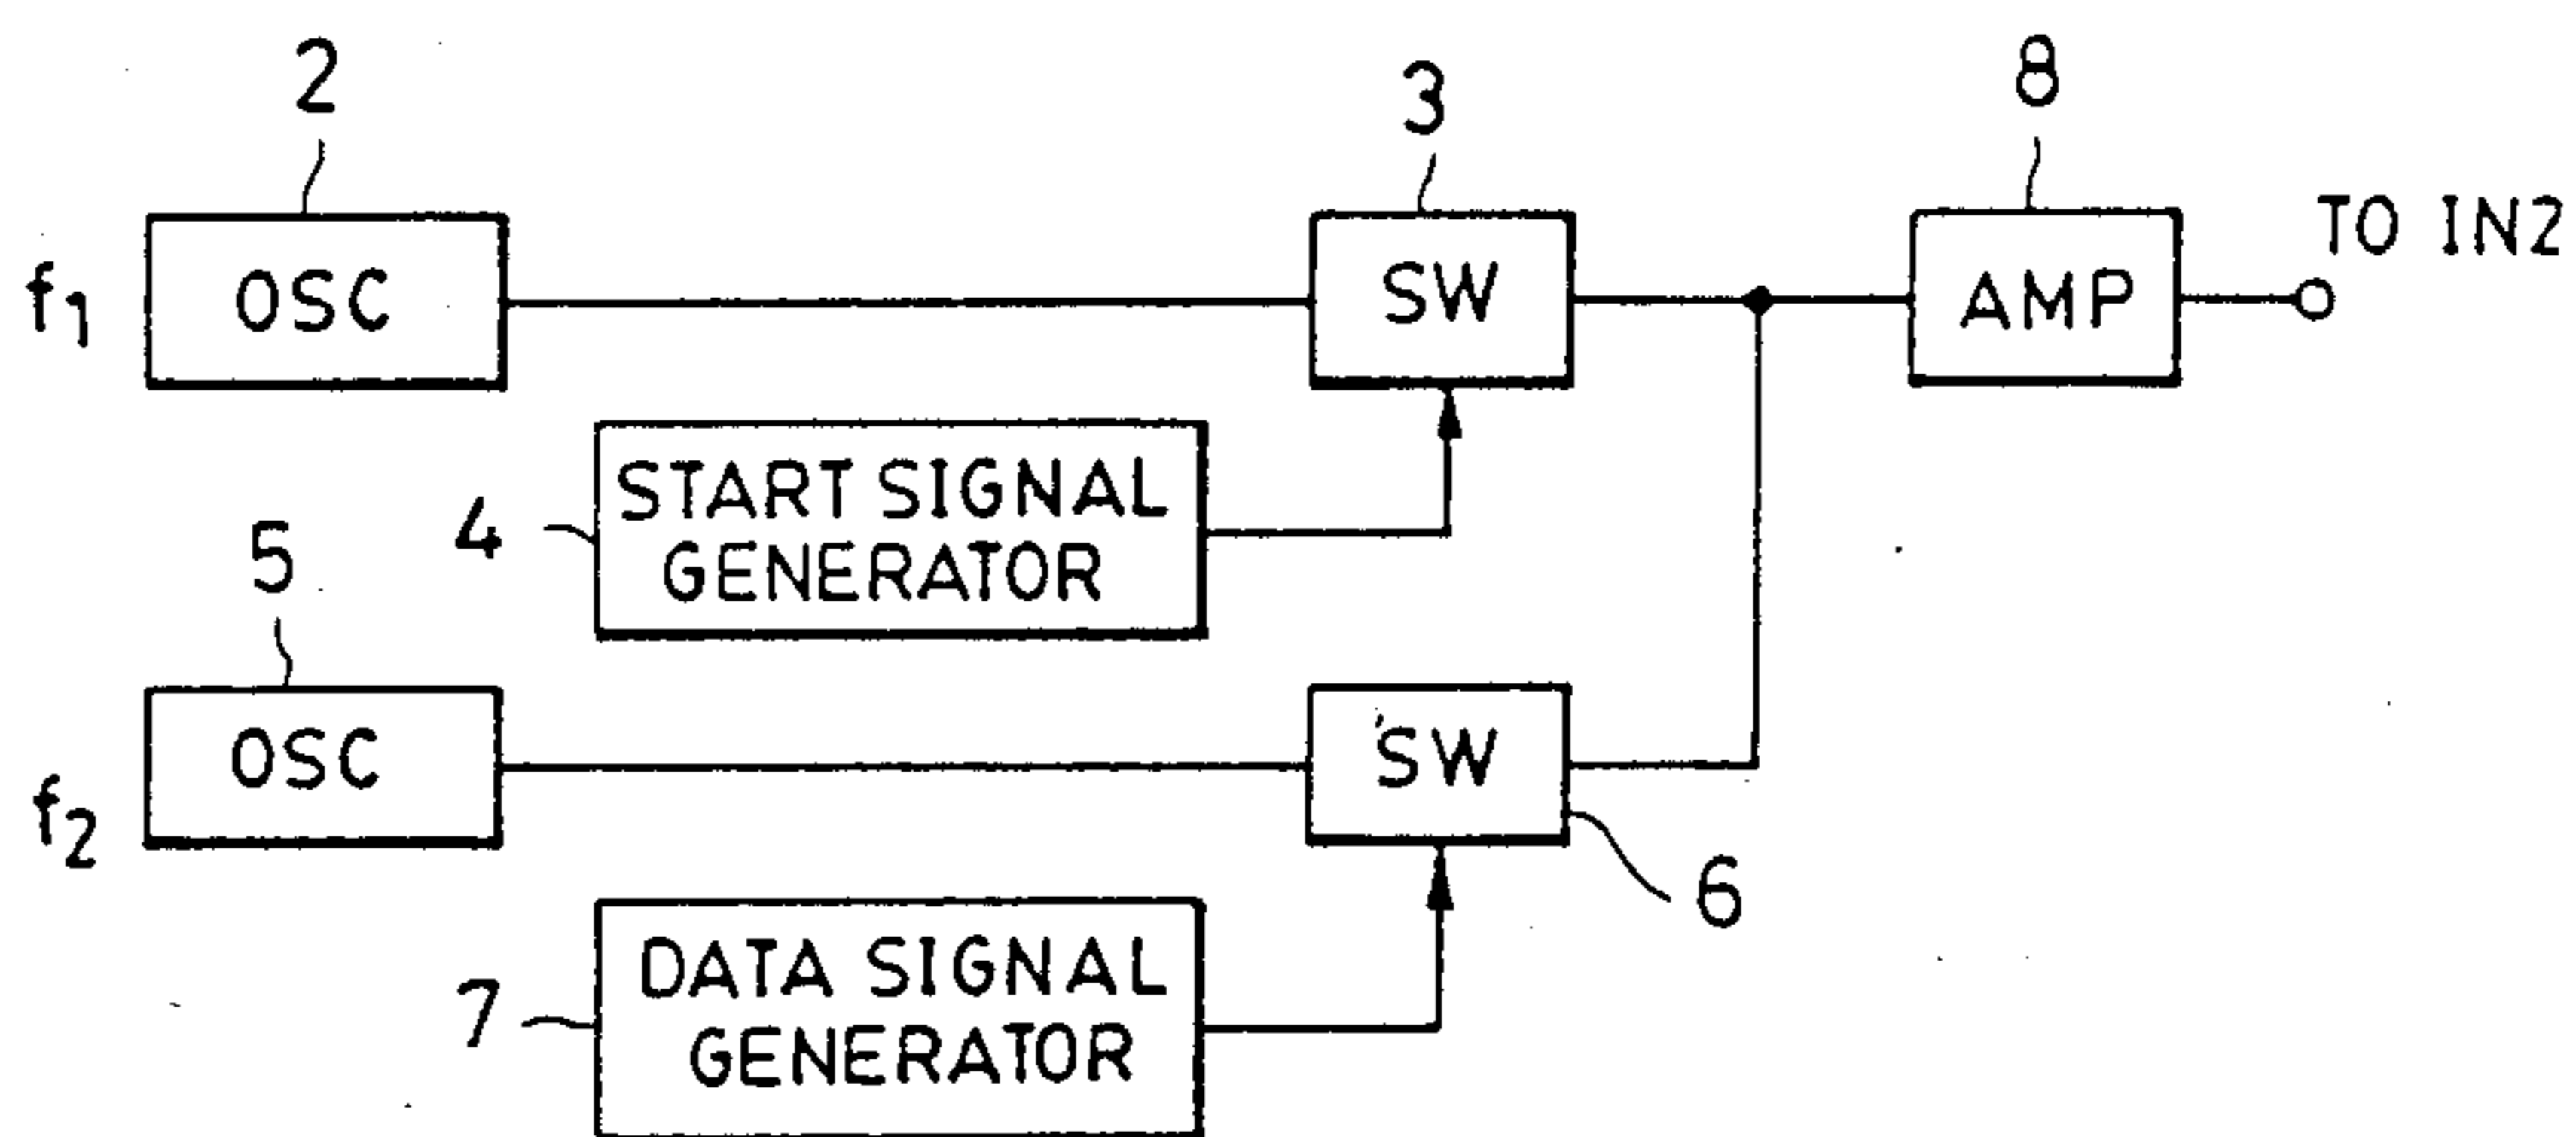 2
3
8
TO IN2
f1
OSC
SW
AMP
4
START SIGNAL
GENERATOR
5
f2
OSC
SW
6
7
DATA SIGNAL
GENERATOR